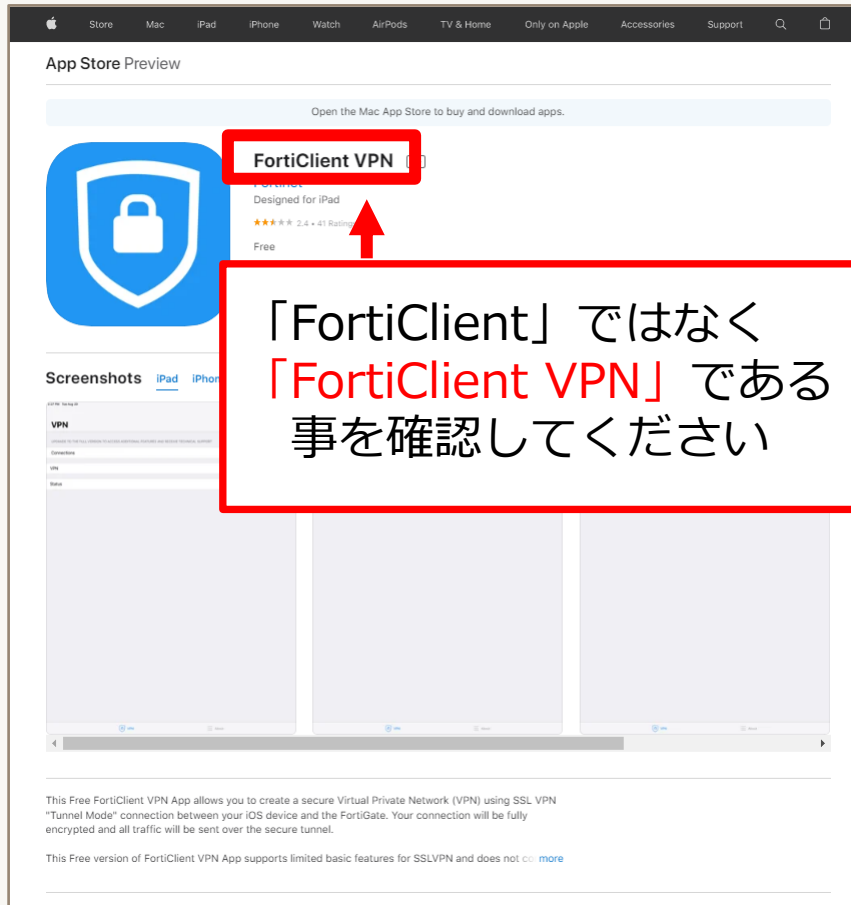 Store Mac iPad iPhone Watch AirPods TV & Home Only on Apple Accessories Support
App Store Preview
Open the Mac App Store to buy and download apps.
FortiClient VPN
Fortinet
Designed for iPad
2.4 • 41 Rating
Free
「FortiClient」ではなく
「FortiClient VPN」である
事を確認してください
Screenshots iPad
VPN
Connections
VPN
Status
This Free FortiClient VPN App allows you to create a secure Virtual Private Network (VPN) using SSL VPN
"Tunnel Mode" connection between your iOS device and the FortiGate. Your connection will be fully
encrypted and all traffic will be sent over the secure tunnel.
This Free version of FortiClient VPN App supports limited basic features for SSLVPN and does not more